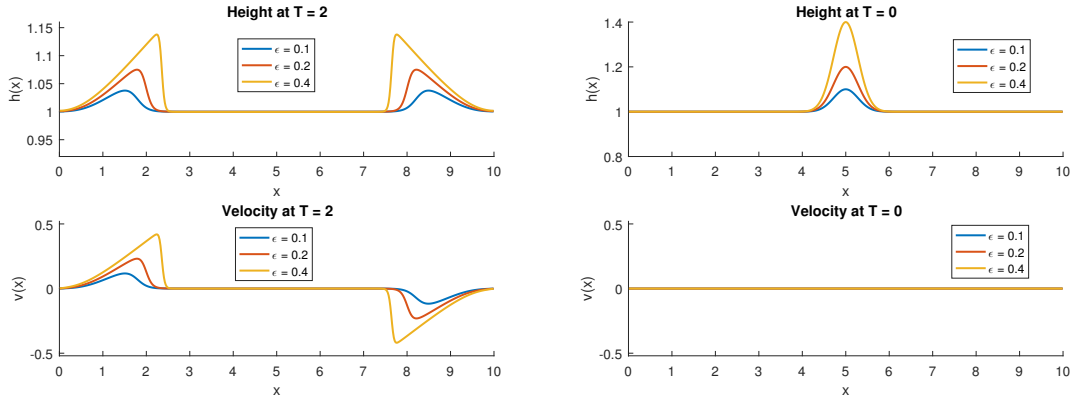 Height at T = 2
1.15
1.1
1.05
1
0.95
h(x)
ϵ = 0.1
ϵ = 0.2
ϵ = 0.4
0 1 2 3 4 5 6 7 8 9 10
x
Height at T = 0
1.4
1.2
1
0.8
h(x)
ϵ = 0.1
ϵ = 0.2
ϵ = 0.4
0 1 2 3 4 5 6 7 8 9 10
x
Velocity at T = 2
0.5
0
-0.5
v(x)
ϵ = 0.1
ϵ = 0.2
ϵ = 0.4
0 1 2 3 4 5 6 7 8 9 10
x
Velocity at T = 0
0.5
0
-0.5
v(x)
ϵ = 0.1
ϵ = 0.2
ϵ = 0.4
0 1 2 3 4 5 6 7 8 9 10
x